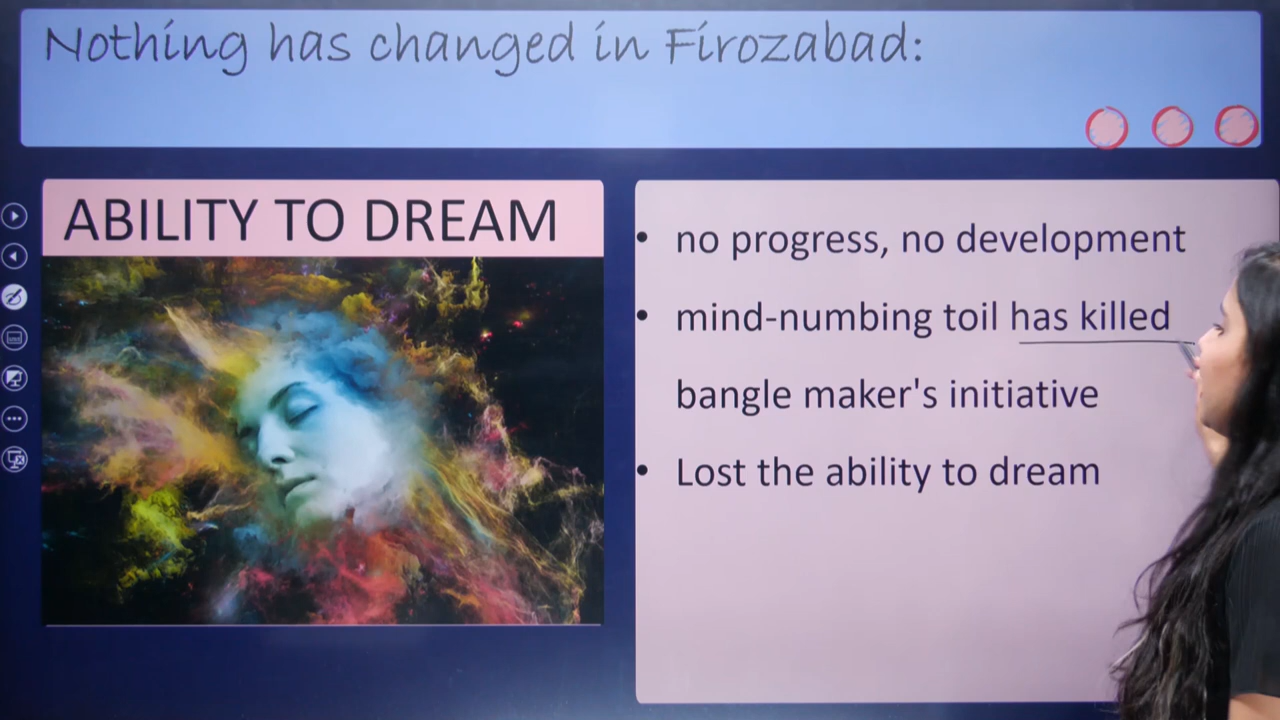 Nothing has changed in Firozabad:
ABILITY TO DREAM
• no progress, no development
• mind-numbing toil has killed
bangle maker's initiative
• Lost the ability to dream